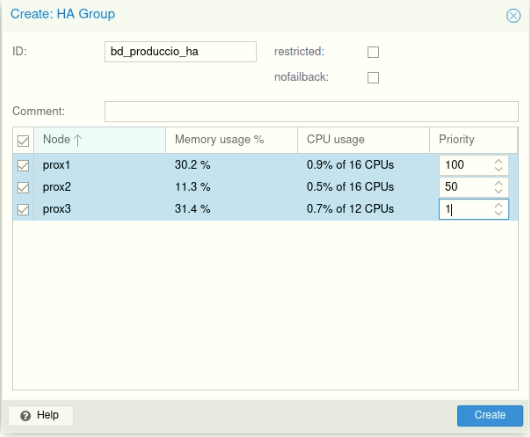 Create: HA Group
ID: bd_produccio_ha restricted:
nofailback:
Comment:
Node Memory usage % CPU usage Priority
prox1 30.2 % 0.9% of 16 CPUs 100
prox2 11.3 % 0.5% of 16 CPUs 50
prox3 31.4 % 0.7% of 12 CPUs 1
Help Create